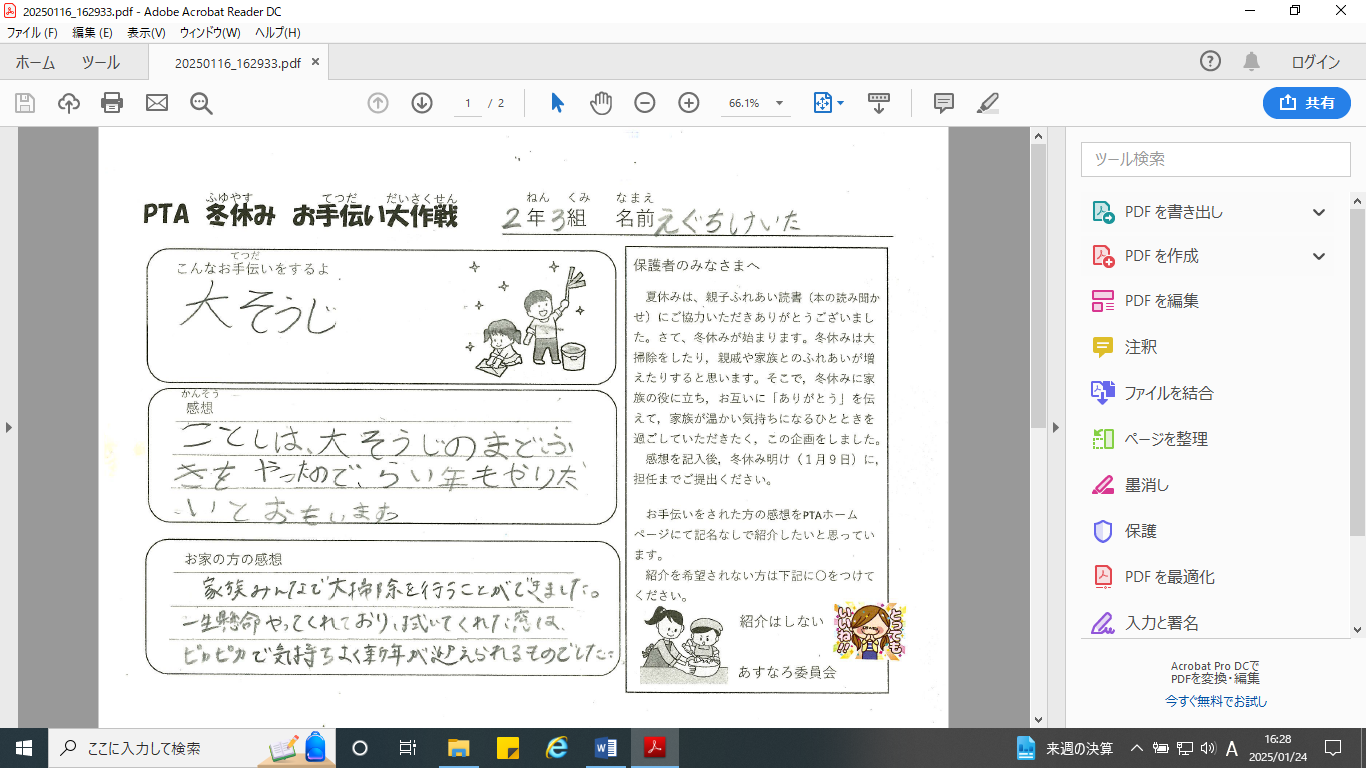 20250116_162933.pdf - Adobe Acrobat Reader DC
ファイル (F) 編集 (E) 表示(V) ウィンドウ(W) ヘルプ(H)
ホーム ツール 20250116_162933.pdf × ログイン
1 / 2 66.1% 共有
ふゆやす てつだ だいさくせん ねん くみ なまえ
PTA 冬休み お手伝い大作戦 2年3組 名前えぐちけいた
てつだ
こんなお手伝いをするよ
大そうじ
かんそう
感想
ことしは、大そうじのまどふ
きをやったので、らい年もやりた
いとおもいます
お家の方の感想
家族みんなで大掃除を行うことができました。
一生懸命やってくれており、拭いてくれた窓は、
ピカピカで気持ちよく新年が迎えられるものでした
保護者のみなさまへ
夏休みは、親子ふれあい読書（本の読み聞か
せ）にご協力いただきありがとうございまし
た。さて、冬休みが始まります。冬休みは大
掃除をしたり，親戚や家族とのふれあいが増
えたりすると思います。そこで，冬休みに家
族の役に立ち，お互いに「ありがとう」を伝
えて，家族が温かい気持ちになるひとときを
過ごしていただきたく，この企画をしました。
感想を記入後，冬休み明け（１月９日）に，
担任までご提出ください。
お手伝いをされた方の感想をPTAホーム
ページにて記名なしで紹介したいと思ってい
ます。
紹介を希望されない方は下記に〇をつけて
ください。
紹介はしない
とっても
いいね!!
あすなろ委員会
ツール検索
PDF を書き出し
PDF を作成
PDF を編集
注釈
ファイルを結合
ページを整理
墨消し
保護
PDF を最適化
入力と署名
Acrobat Pro DCで
PDFを変換・編集
今すぐ無料でお試し
ここに入力して検索
来週の決算 A 16:28
2025/01/24